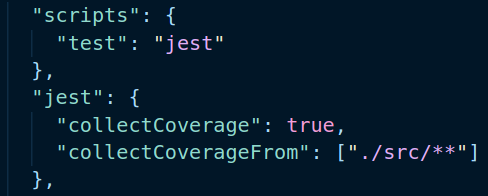 "scripts": {
"test": "jest"
},
"jest": {
"collectCoverage": true,
"collectCoverageFrom": ["./src/**"]
},